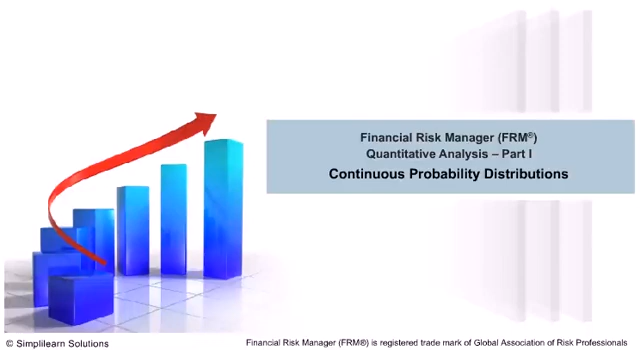 Financial Risk Manager (FRM®)
Quantitative Analysis – Part I
Continuous Probability Distributions
© Simplilearn Solutions
Financial Risk Manager (FRM®) is registered trade mark of Global Association of Risk Professionals